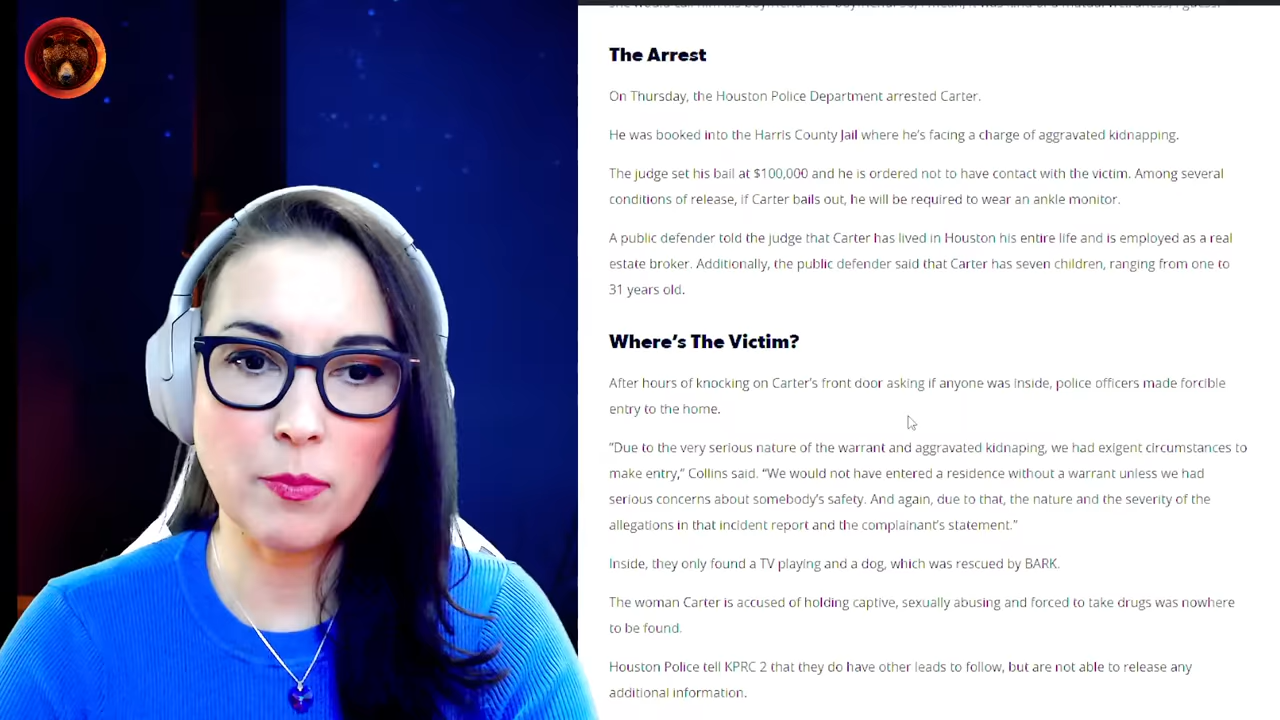 The Arrest
On Thursday, the Houston Police Department arrested Carter.
He was booked into the Harris County Jail where he's facing a charge of aggravated kidnapping.
The judge set his bail at $100,000 and he is ordered not to have contact with the victim. Among several
conditions of release, if Carter bails out, he will be required to wear an ankle monitor.
A public defender told the judge that Carter has lived in Houston his entire life and is employed as a real
estate broker. Additionally, the public defender said that Carter has seven children, ranging from one to
31 years old.
Where's The Victim?
After hours of knocking on Carter's front door asking if anyone was inside, police officers made forcible
entry to the home.
“Due to the very serious nature of the warrant and aggravated kidnaping, we had exigent circumstances to
make entry,” Collins said. “We would not have entered a residence without a warrant unless we had
serious concerns about somebody's safety. And again, due to that, the nature and the severity of the
allegations in that incident report and the complainant's statement.”
Inside, they only found a TV playing and a dog, which was rescued by BARK.
The woman Carter is accused of holding captive, sexually abusing and forced to take drugs was nowhere
to be found.
Houston Police tell KPRC 2 that they do have other leads to follow, but are not able to release any
additional information.